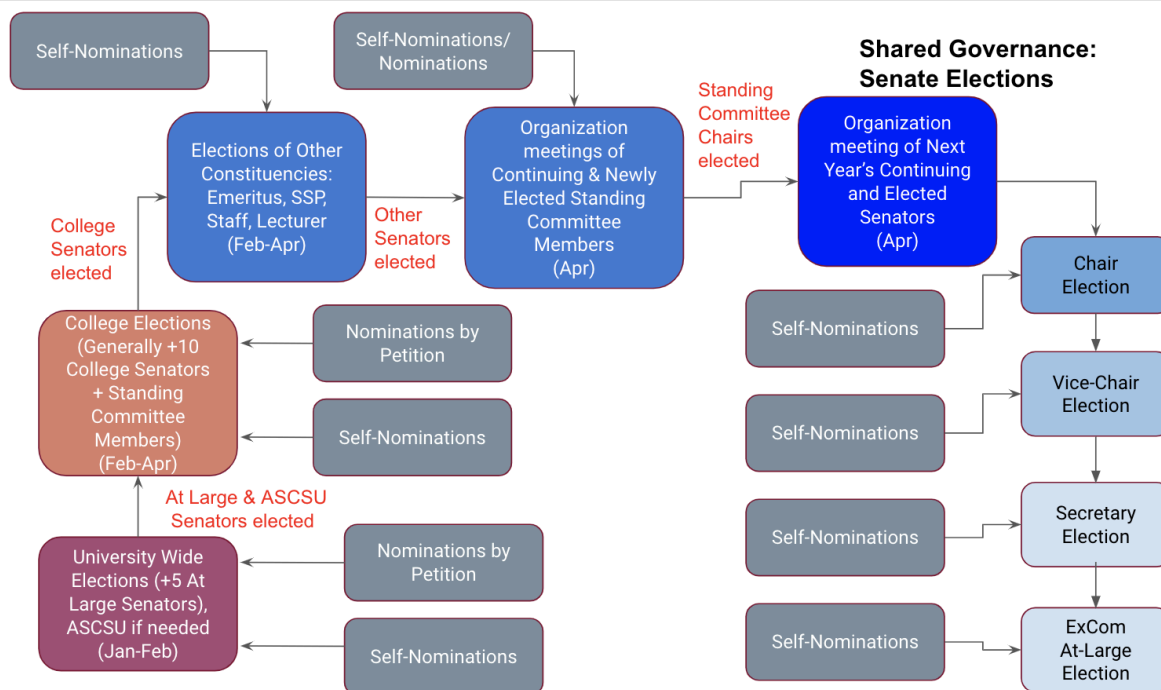 Shared Governance:
Senate Elections
Self-Nominations
Self-Nominations/
Nominations
Elections of Other
Constituencies:
Emeritus, SSP,
Staff, Lecturer
(Feb-Apr)
Organization
meetings of
Continuing & Newly
Elected Standing
Committee
Members
(Apr)
Standing
Committee
Chairs
elected
Organization
meeting of Next
Year's Continuing
and Elected
Senators
(Apr)
College
Senators
elected
Other
Senators
elected
Chair
Election
College Elections
(Generally +10
College Senators
+ Standing
Committee
Members)
(Feb-Apr)
Nominations by
Petition
Self-Nominations
Self-Nominations
Vice-Chair
Election
Self-Nominations
At Large & ASCSU
Senators elected
Secretary
Election
Self-Nominations
University Wide
Elections (+5 At
Large Senators),
ASCSU if needed
(Jan-Feb)
Nominations by
Petition
Self-Nominations
Self-Nominations
ExCom
At-Large
Election